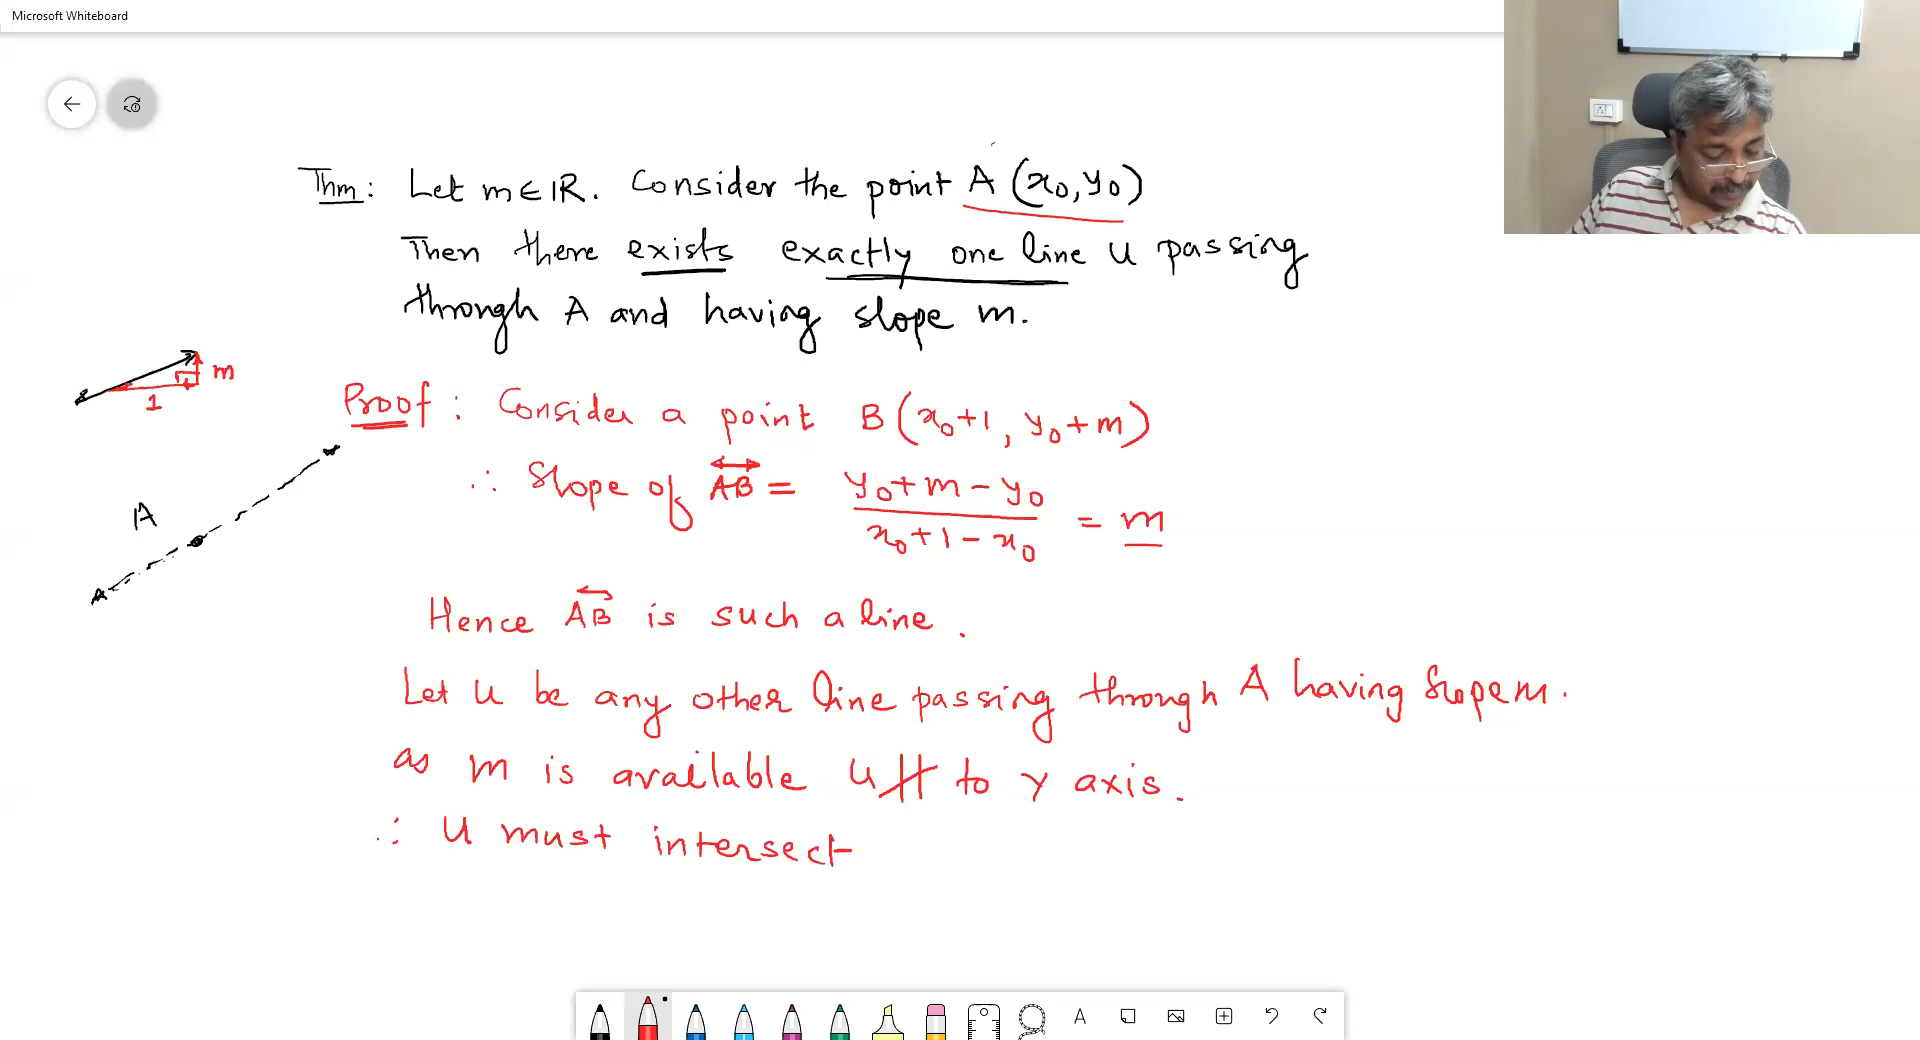 Microsoft Whiteboard
Thm: Let m∈ℝ. Consider the point A (x₀, y₀)
Then there exists exactly one line u passing
through A and having slope m.
m
1
Proof: Consider a point B(x₀+1, y₀+m)
A
∴ Slope of AB = (y₀+m-y₀)/(x₀+1-x₀) = m
Hence AB is such a line.
Let u be any other line passing through A having slope m.
as m is available u ∦ to Y axis.
∴ u must intersect